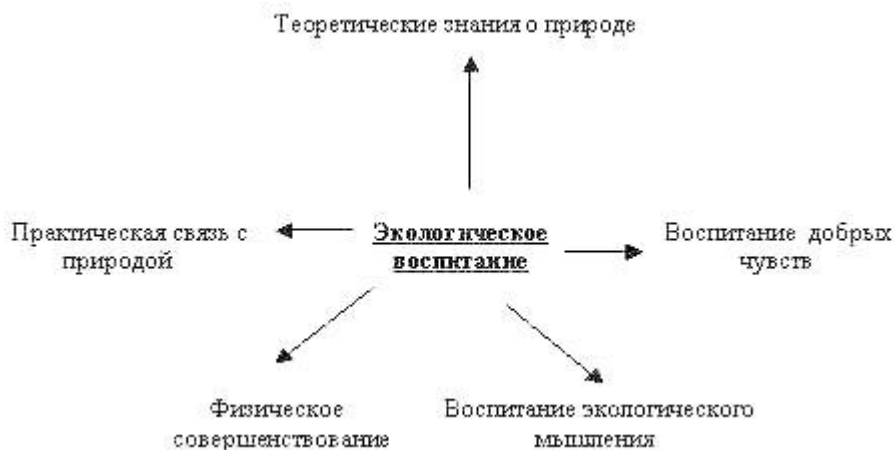 Теоретические знания о природе
Практическая связь с
природой
Экологическое
воспитание
Воспитание добрых
чувств
Физическое
совершенствование
Воспитание экологического
мышления